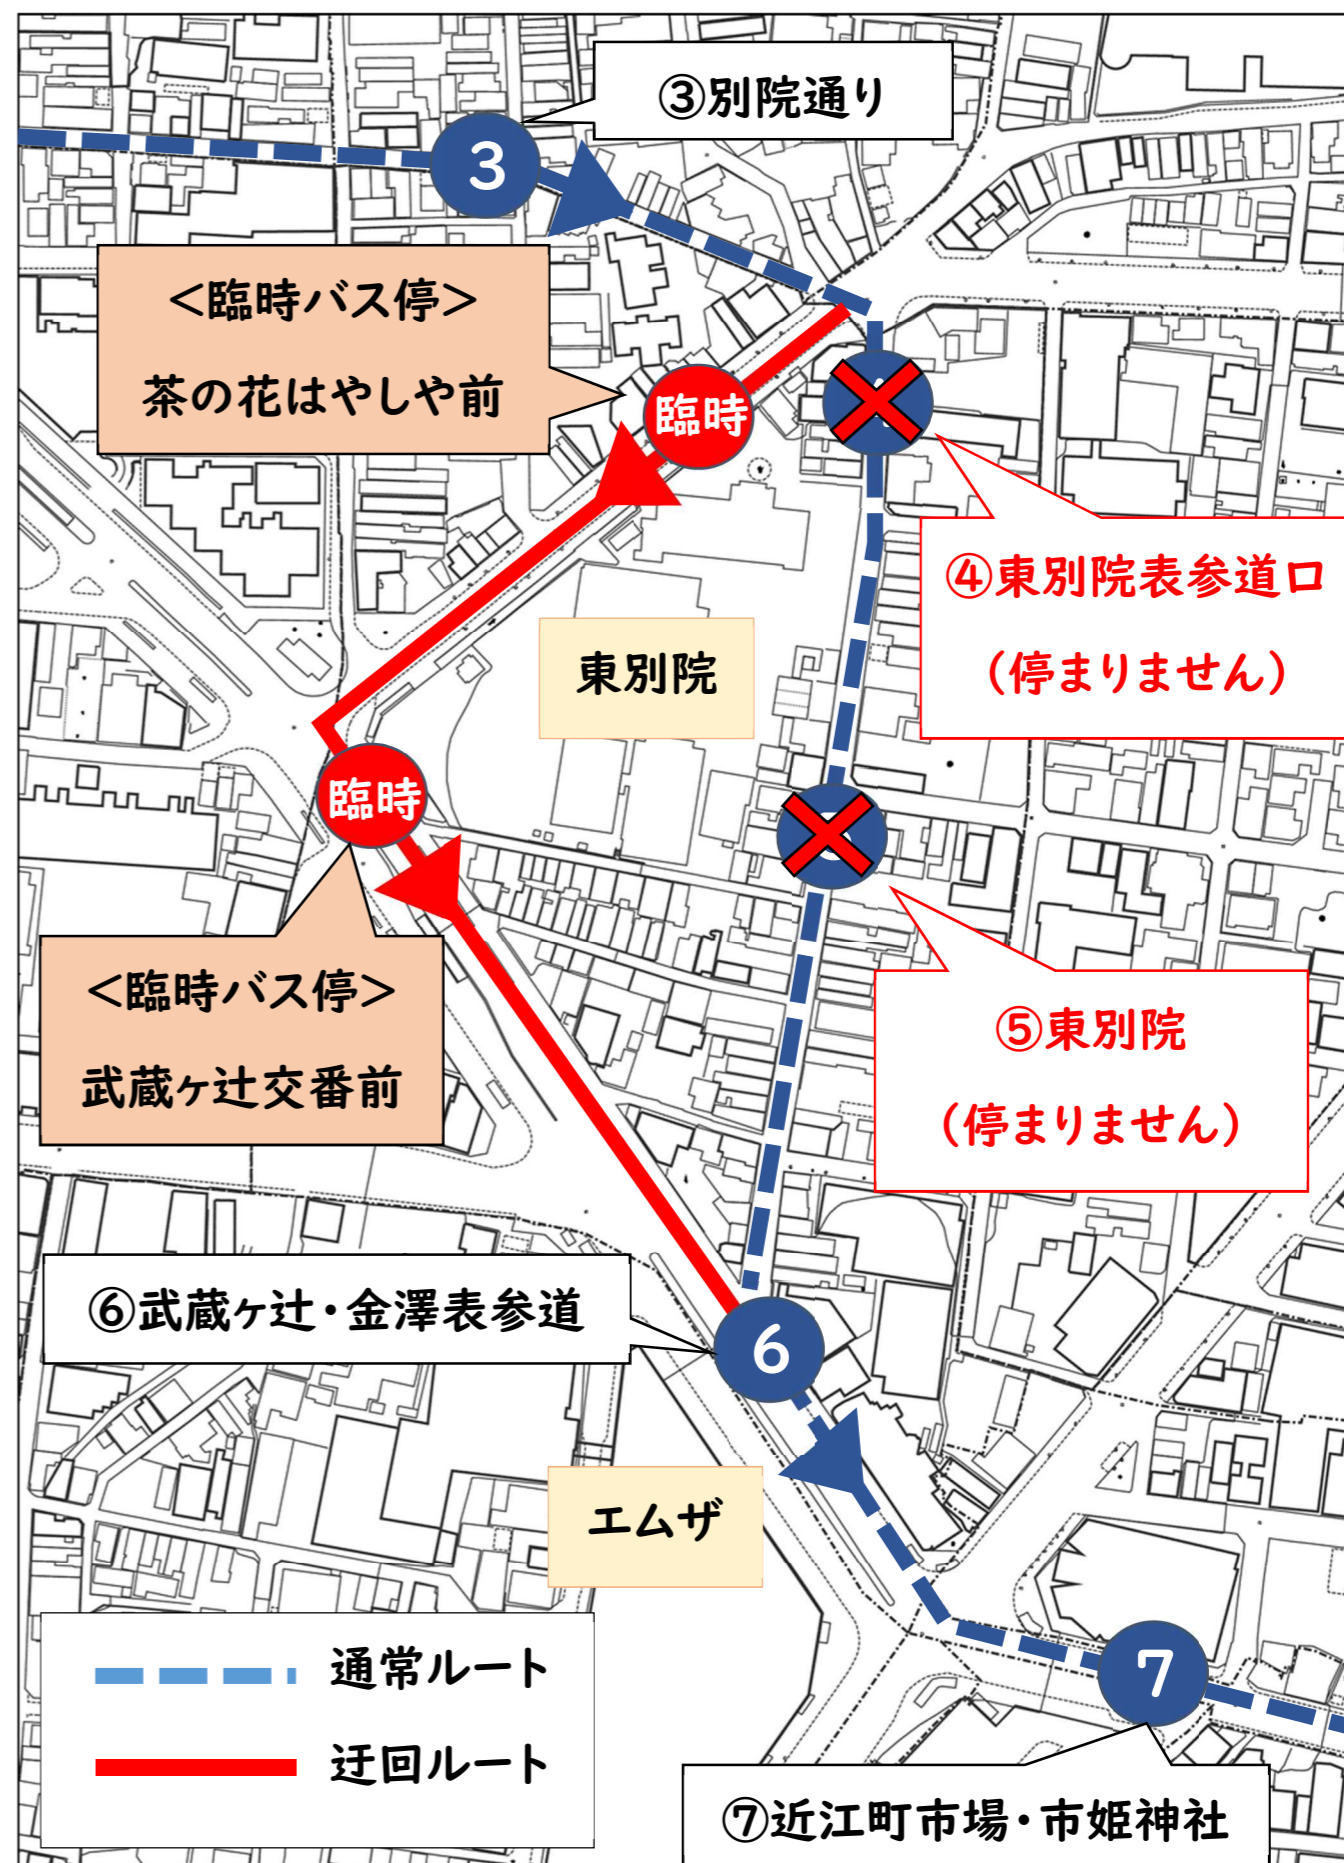 ③別院通り
3
<臨時バス停>
茶の花はやしや前
臨時
④東別院表参道口
(停まりません)
東別院
臨時
<臨時バス停>
武蔵ヶ辻交番前
⑤東別院
(停まりません)
⑥武蔵ヶ辻・金澤表参道
6
エムザ
通常ルート
迂回ルート
7
⑦近江町市場・市姫神社